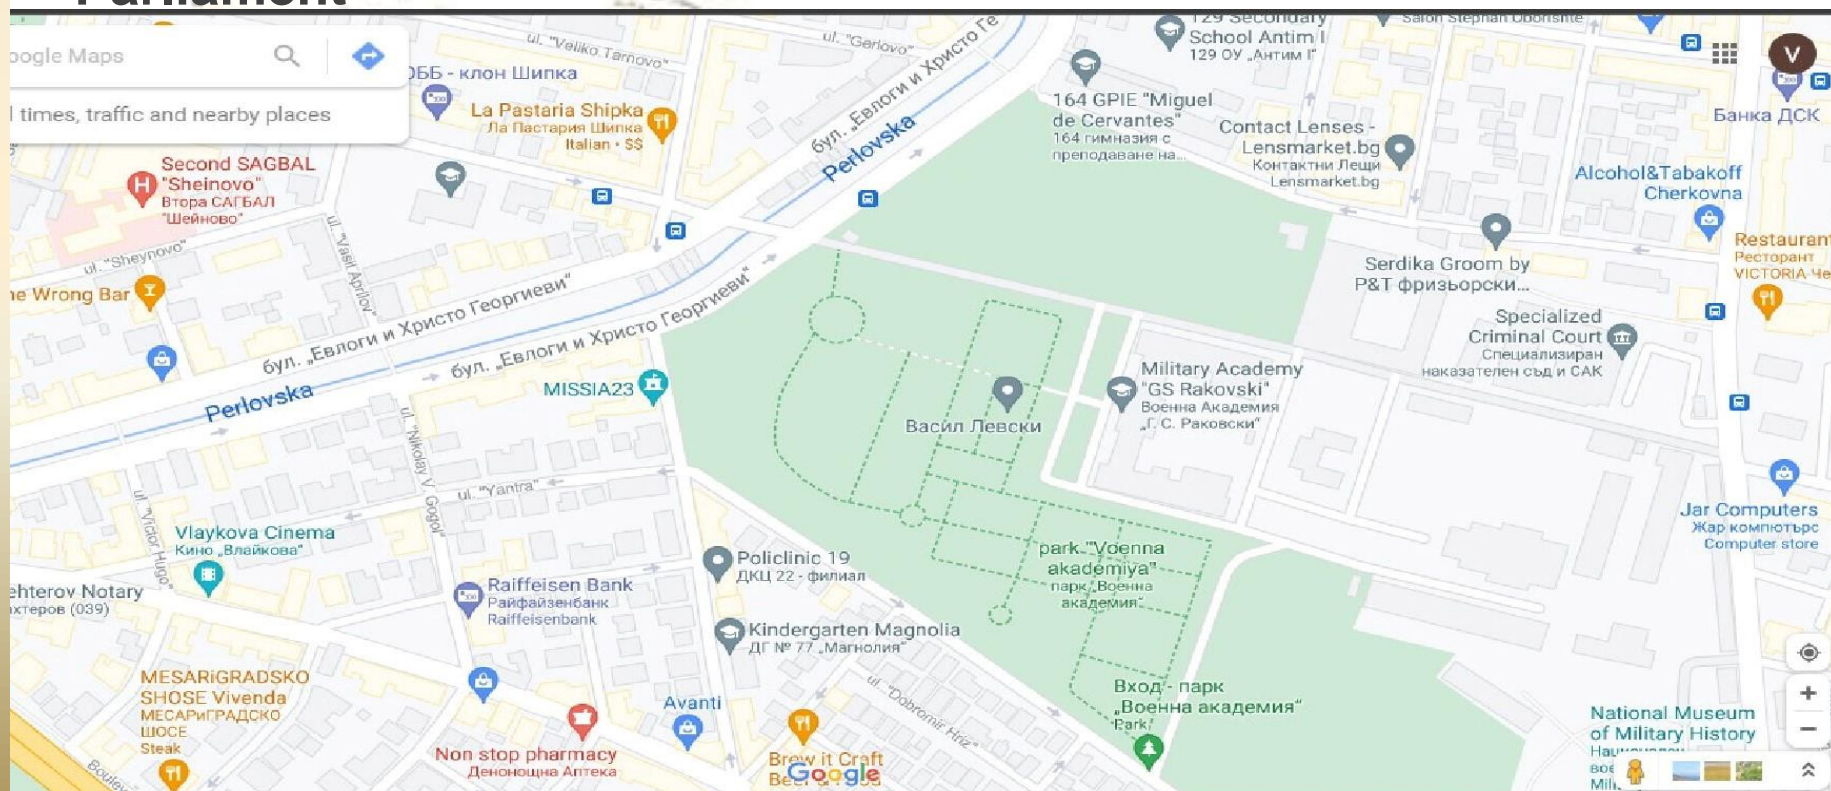 Parliament
129 Secondary
School Antim I
129 ОУ „Антим I“
Salon Stephan Oborishte
ul. "Veliko Tarnovo"
ul. "Gerlovo"
бул. „Евлоги и Христо Ге
Google Maps
times, traffic and nearby places
ОББ - клон Шипка
La Pastaria Shipka
Ла Пастария Шипка
Italian • $$
Perlovska
164 GPIE "Miguel
de Cervantes"
164 гимназия с
преподаване на...
Contact Lenses -
Lensmarket.bg
Контактни Лещи
Lensmarket.bg
V
Банка ДСК
Second SAGBAL
"Sheinovo"
Втора САГБАЛ
"Шейново"
Alcohol&Tabakoff
Cherkovna
ul. "Sheynovo"
ul. "Vasil Aprilov"
Restaurant
Ресторант
VICTORIA Че
Serdika Groom by
P&T фризьорски...
e Wrong Bar
бул. „Евлоги и Христо Георгиеви“
бул. „Евлоги и Христо Георгиеви“
Specialized
Criminal Court
Специализиран
наказателен съд и САК
MISSIA23
Perlovska
Васил Левски
Military Academy
"GS Rakovski"
Военна Академия
„Г. С. Раковски“
ul. "Nikolay V. Gogol"
ul. "Yantra"
ul. "Victor Hugo"
Vlaykova Cinema
Кино „Влайкова“
Jar Computers
Жар компютърс
Computer store
Policlinic 19
ДКЦ 22 - филиал
park "Voenna
akademiya"
парк „Военна
академия“
ehterov Notary
хтеров (039)
Raiffeisen Bank
Райфайзенбанк
Raiffeisenbank
Kindergarten Magnolia
ДГ № 77 „Магнолия“
ul. "Dobromir Hriz"
MESARiGRADSKO
SHOSE Vivenda
МЕСАРиГРАДСКО
ШОСЕ
Steak
Avanti
Вход - парк
„Военна академия“
Park
Non stop pharmacy
Денонощна Аптека
Brew it Craft
Google
National Museum
of Military History
+
−